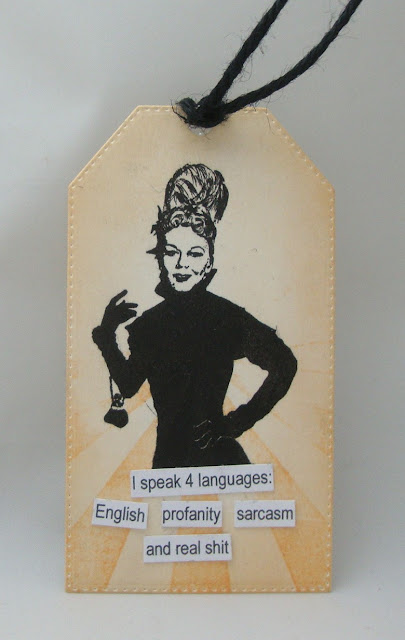 I speak 4 languages:
English profanity sarcasm
and real shit